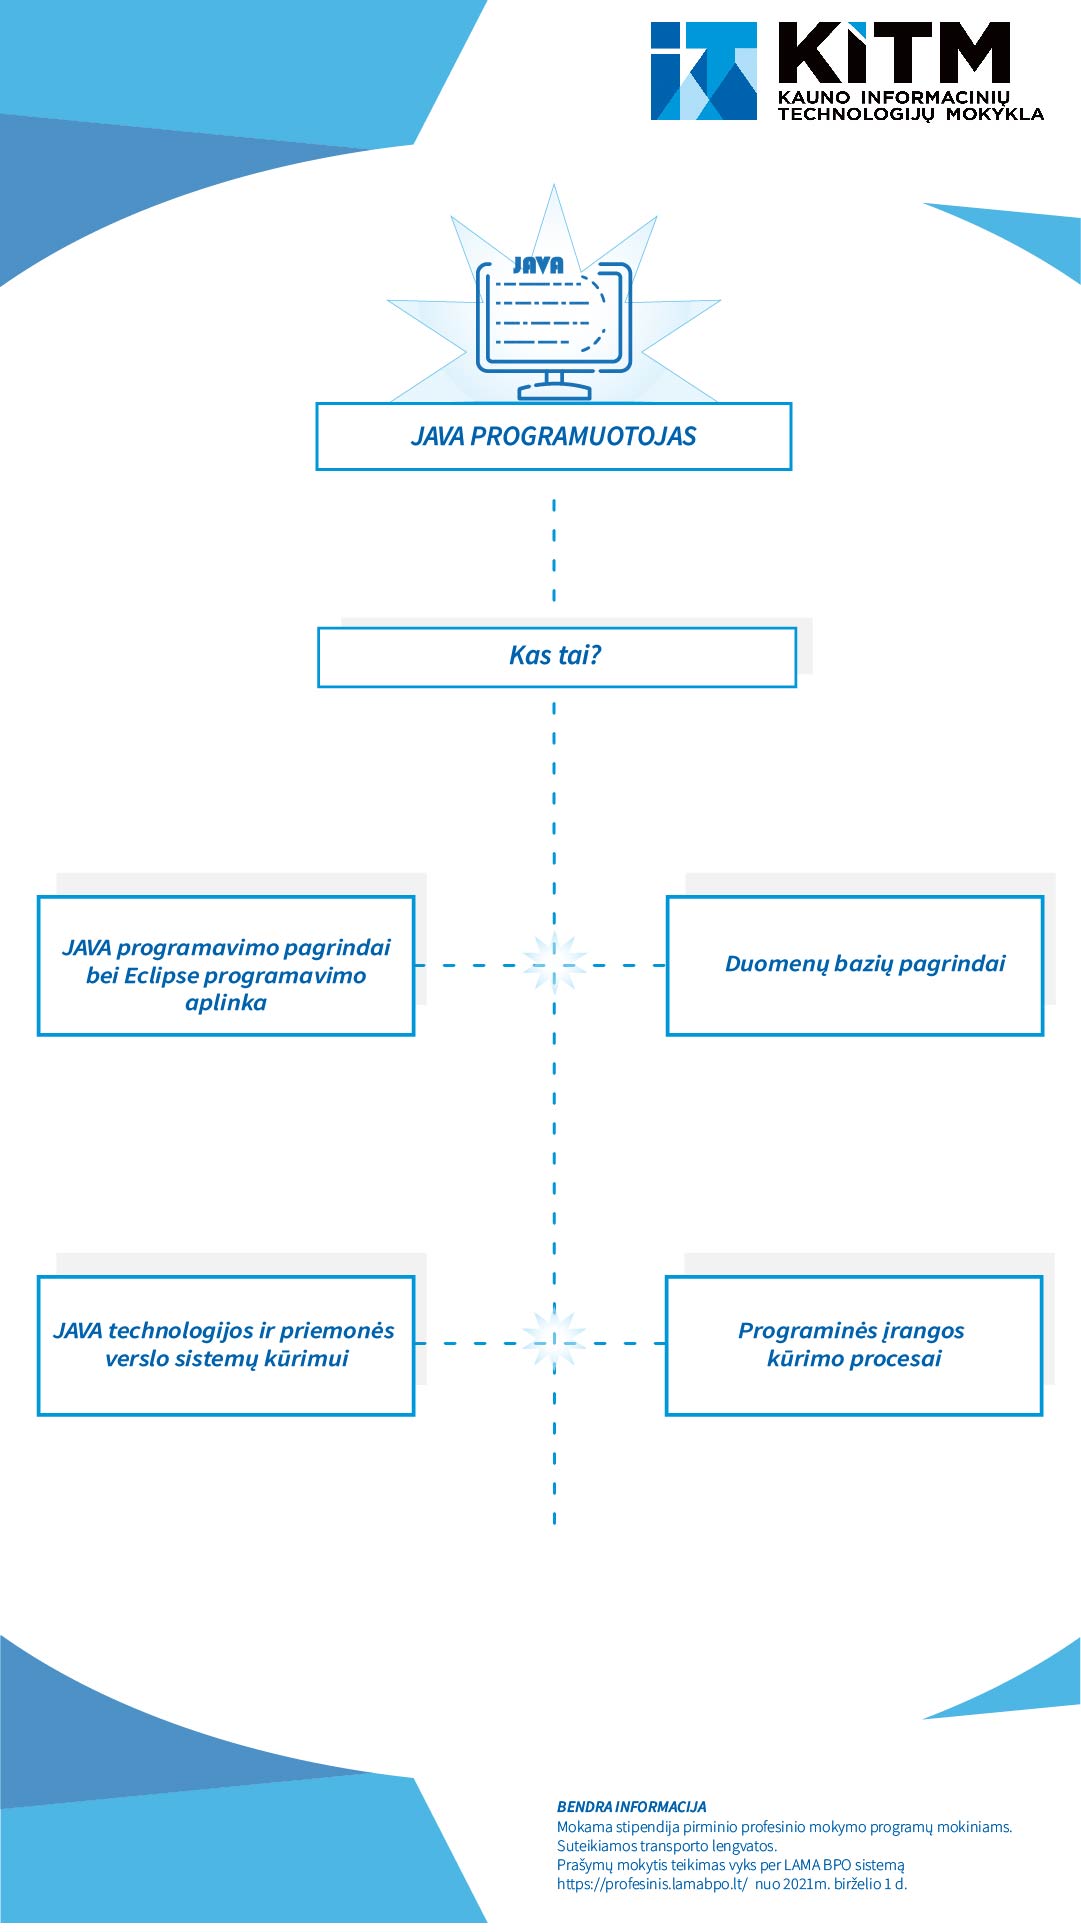 KiTM
KAUNO INFORMACINIŲ
TECHNOLOGIJŲ MOKYKLA
JAVA
JAVA PROGRAMUOTOJAS
Kas tai?
JAVA programavimo pagrindai
bei Eclipse programavimo
aplinka
Duomenų bazių pagrindai
JAVA technologijos ir priemonės
verslo sistemų kūrimui
Programinės įrangos
kūrimo procesai
BENDRA INFORMACIJA
Mokama stipendija pirminio profesinio mokymo programų mokiniams.
Suteikiamos transporto lengvatos.
Prašymų mokytis teikimas vyks per LAMA BPO sistemą
https://profesinis.lamabpo.lt/ nuo 2021m. birželio 1 d.